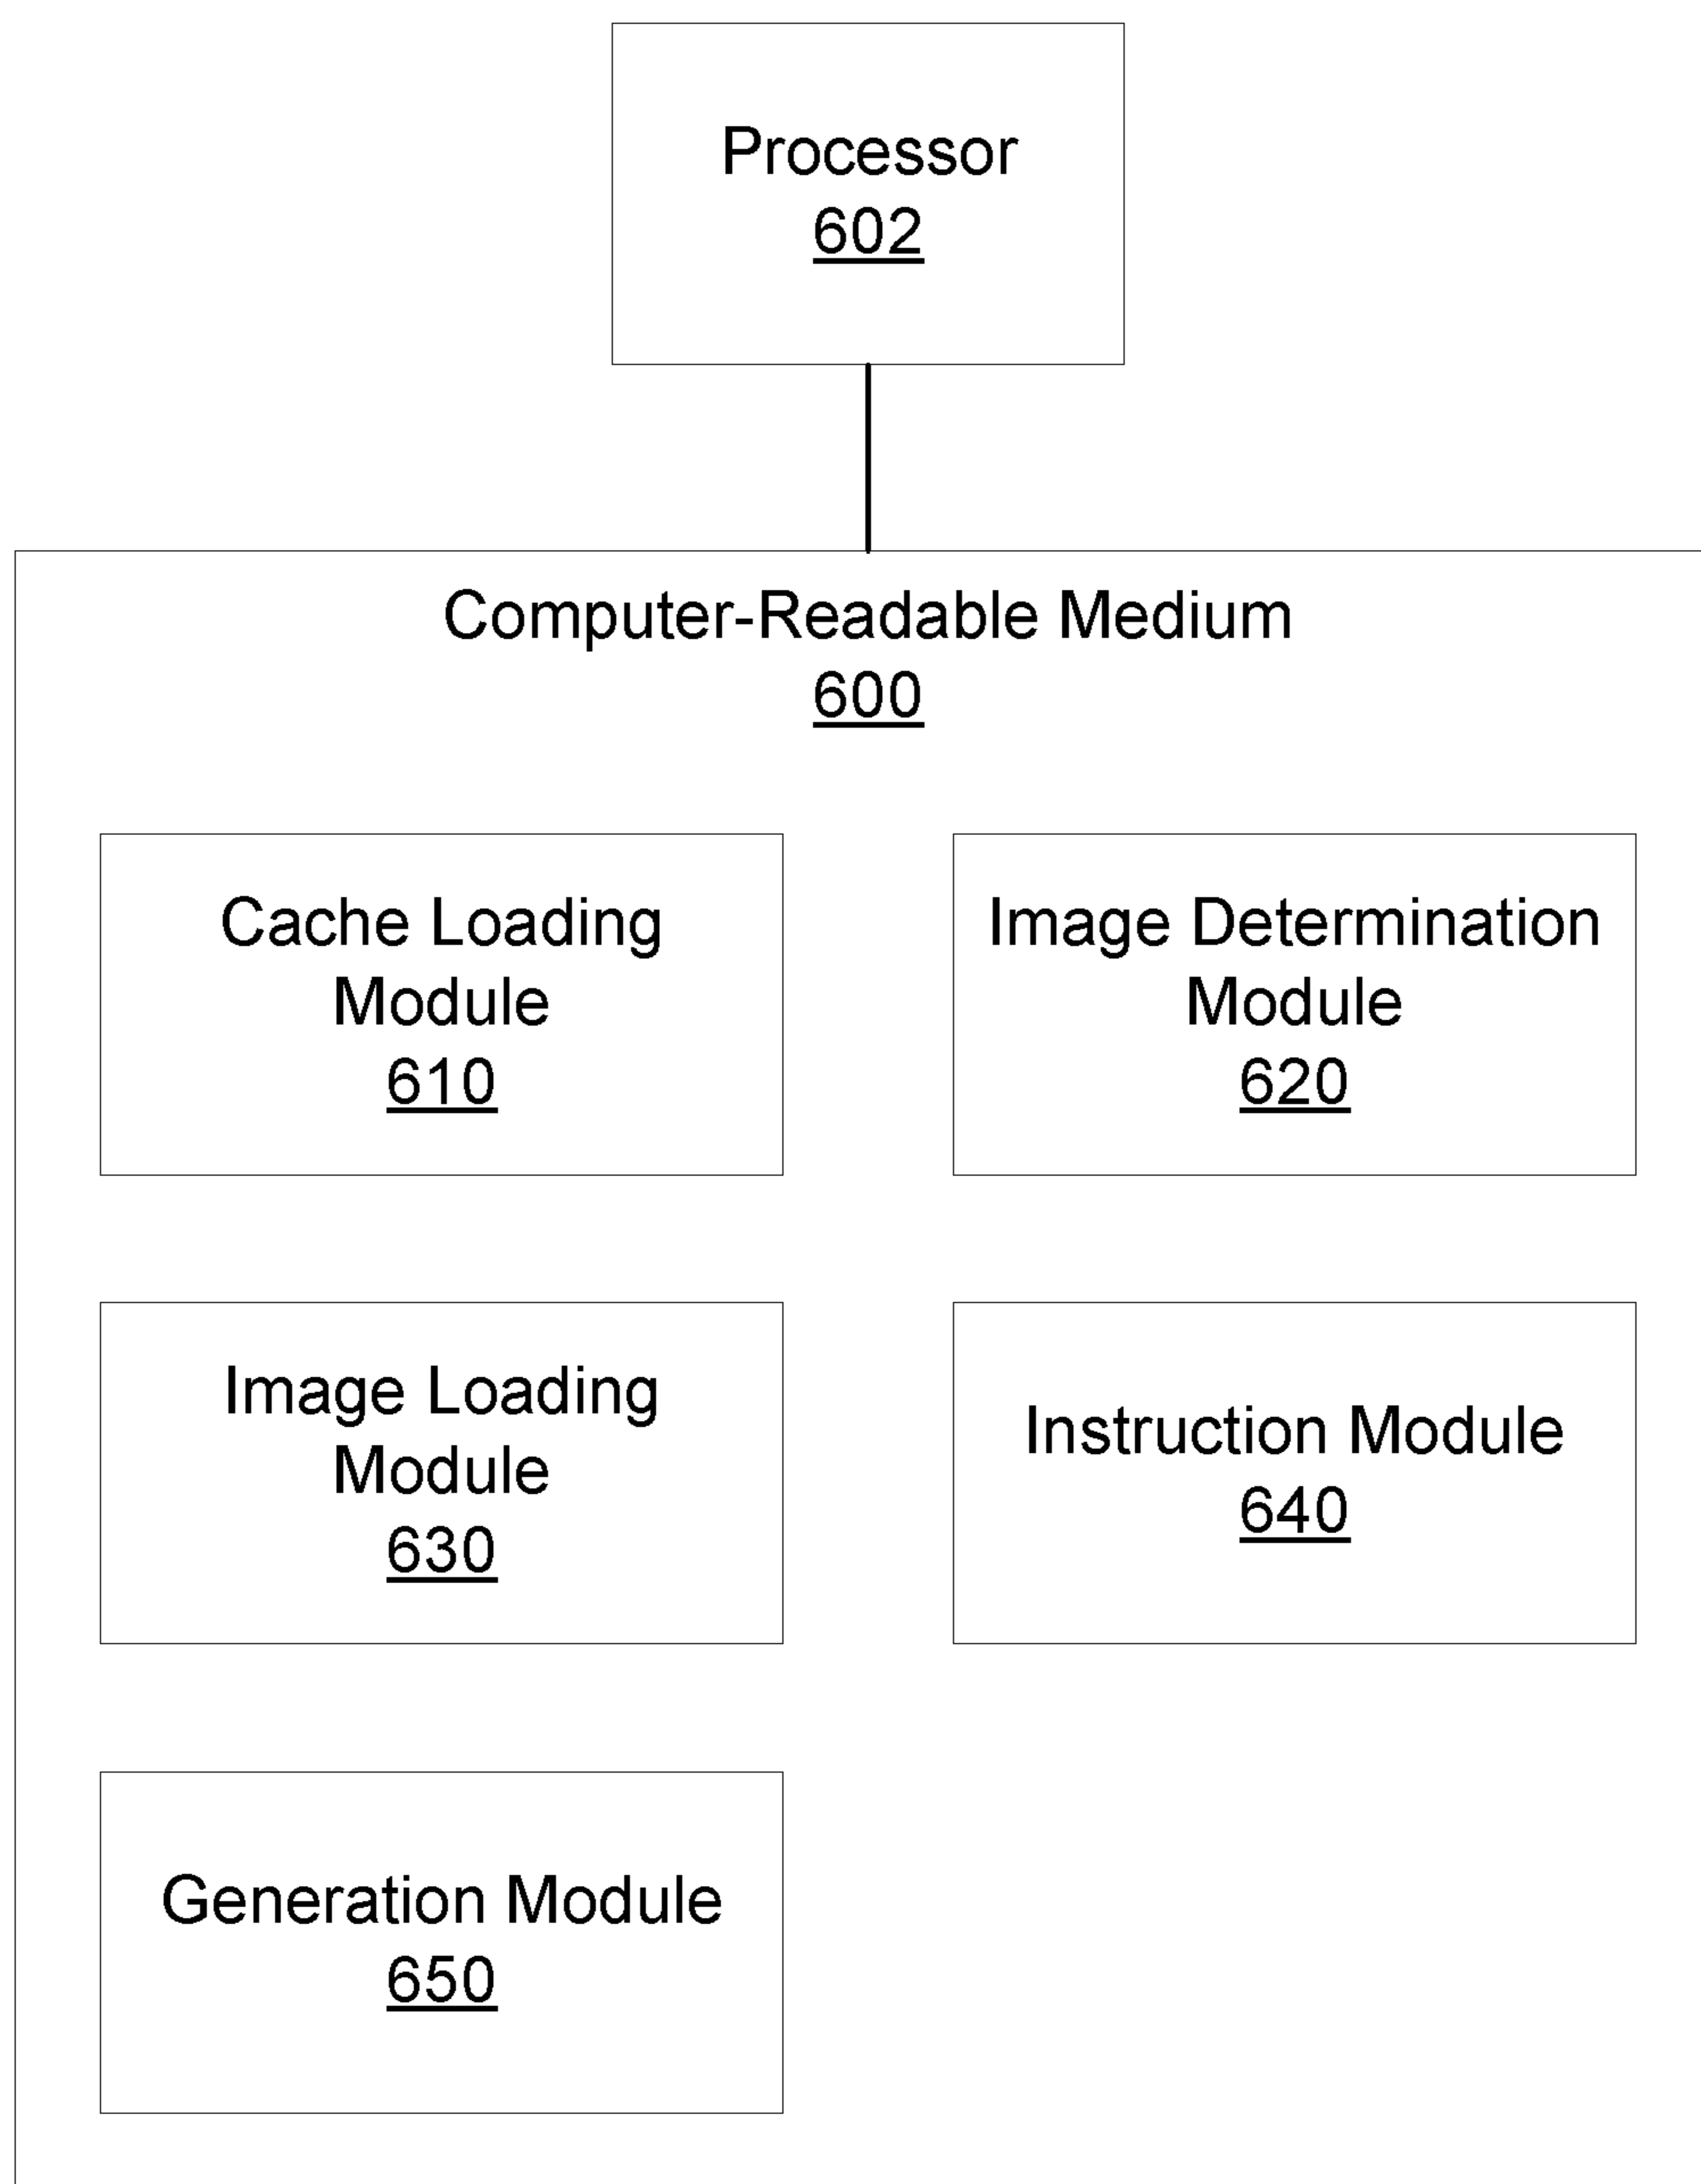 Processor
602
Computer-Readable Medium
600
Cache Loading
Module
610
Image Determination
Module
620
Image Loading
Module
630
Instruction Module
640
Generation Module
650